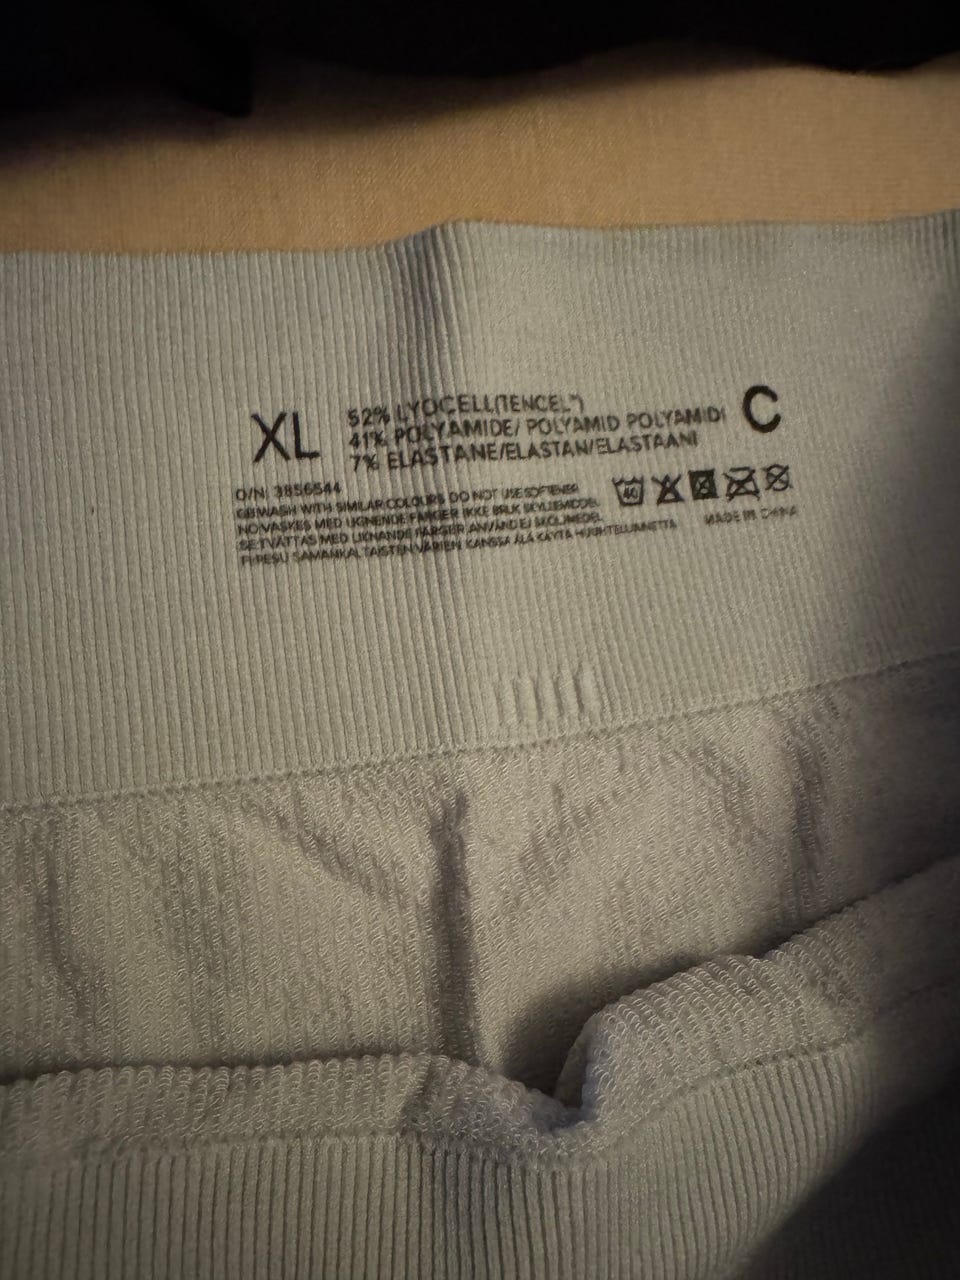 XL
52% LYOCELL(TENCEL™)
41% POLYAMIDE/ POLYAMID POLYAMIDI
7% ELASTANE/ELASTAN/ELASTAANI
C
O/N: 3856544
GB:WASH WITH SIMILAR COLOURS DO NOT USE SOFTENER
NO:VASKES MED LIGNENDE FARGER IKKE BRUK SKYLLEMIDDEL
SE:TVÄTTAS MED LIKNANDE FÄRGER ANVÄND EJ SKÖLJMEDEL
FI:PESU SAMANKALTAISTEN VÄRIEN KANSSA ÄLÄ KÄYTÄ HUUHTELUAINETTA
40
MADE IN CHINA